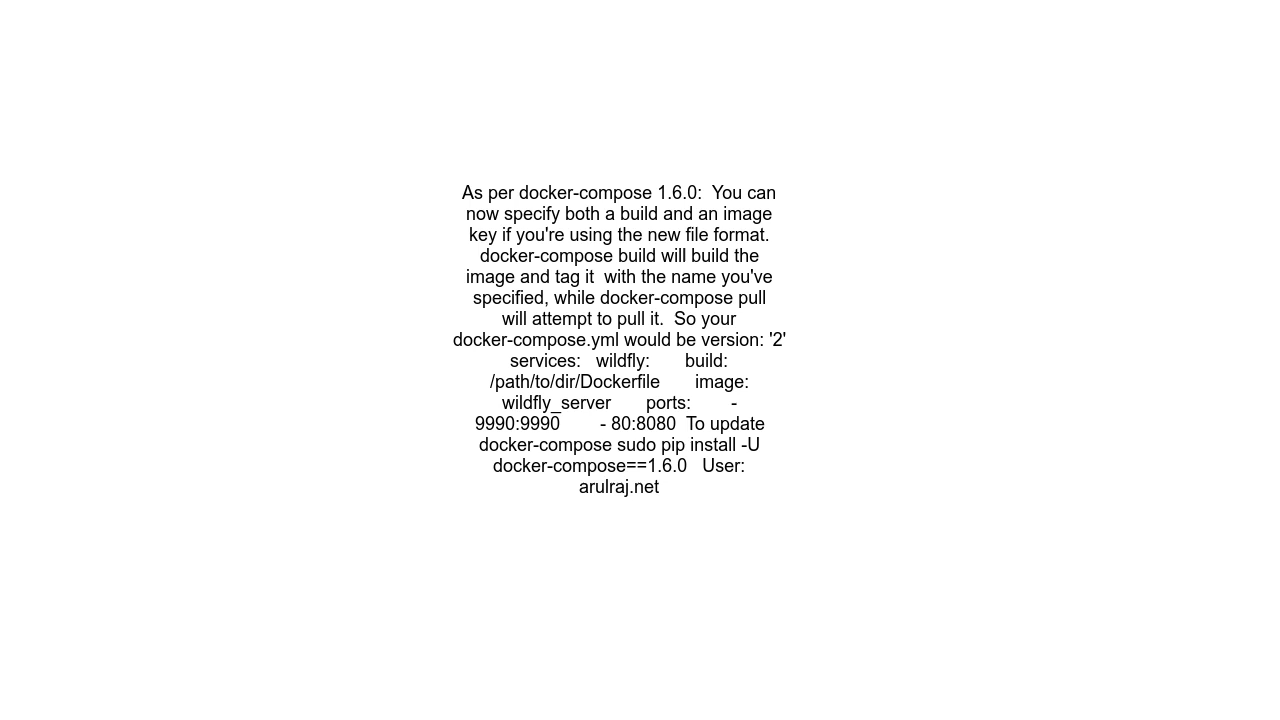 As per docker-compose 1.6.0:  You can
now specify both a build and an image
key if you're using the new file format.
docker-compose build will build the
image and tag it  with the name you've
specified, while docker-compose pull
will attempt to pull it.  So your
docker-compose.yml would be version: '2'
services:   wildfly:       build:
/path/to/dir/Dockerfile       image:
wildfly_server       ports:        -
9990:9990        - 80:8080  To update
docker-compose sudo pip install -U
docker-compose==1.6.0   User:
arulraj.net